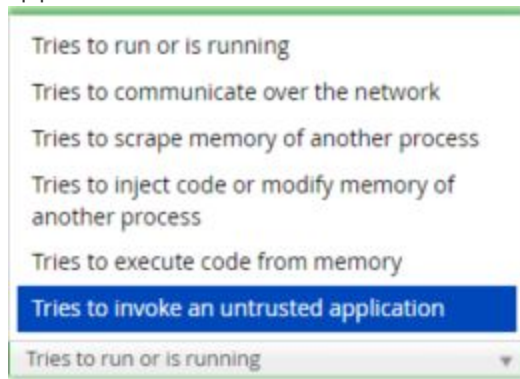 Tries to run or is running
Tries to communicate over the network
Tries to scrape memory of another process
Tries to inject code or modify memory of
another process
Tries to execute code from memory
Tries to invoke an untrusted application
Tries to run or is running